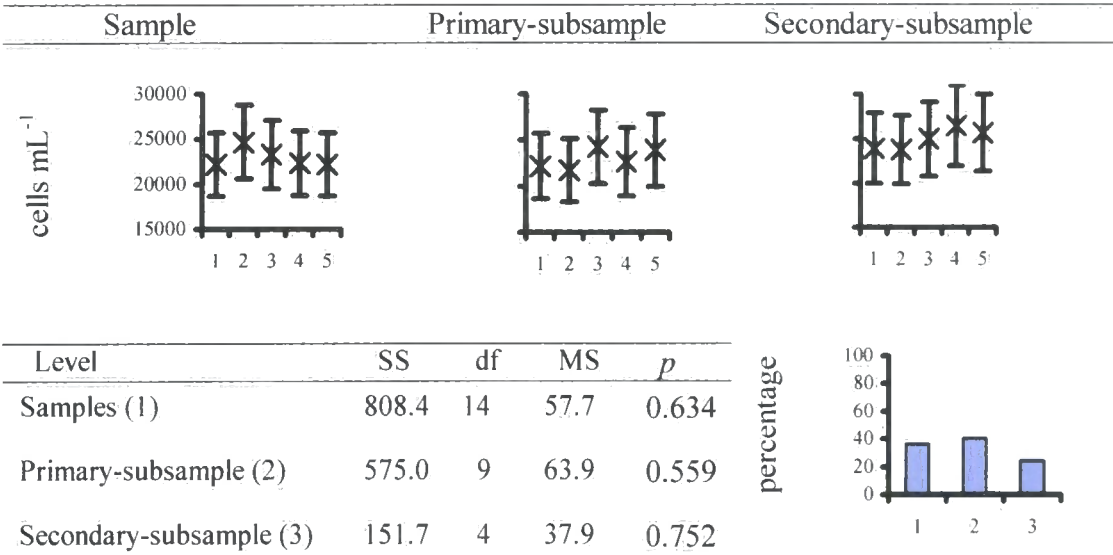 Sample Primary-subsample Secondary-subsample
cells mL⁻¹
30000
25000
20000
15000
1 2 3 4 5
1 2 3 4 5
1 2 3 4 5
Level SS df MS p
Samples (1) 808.4 14 57.7 0.634
Primary-subsample (2) 575.0 9 63.9 0.559
Secondary-subsample (3) 151.7 4 37.9 0.752
percentage
100
80
60
40
20
0
1 2 3